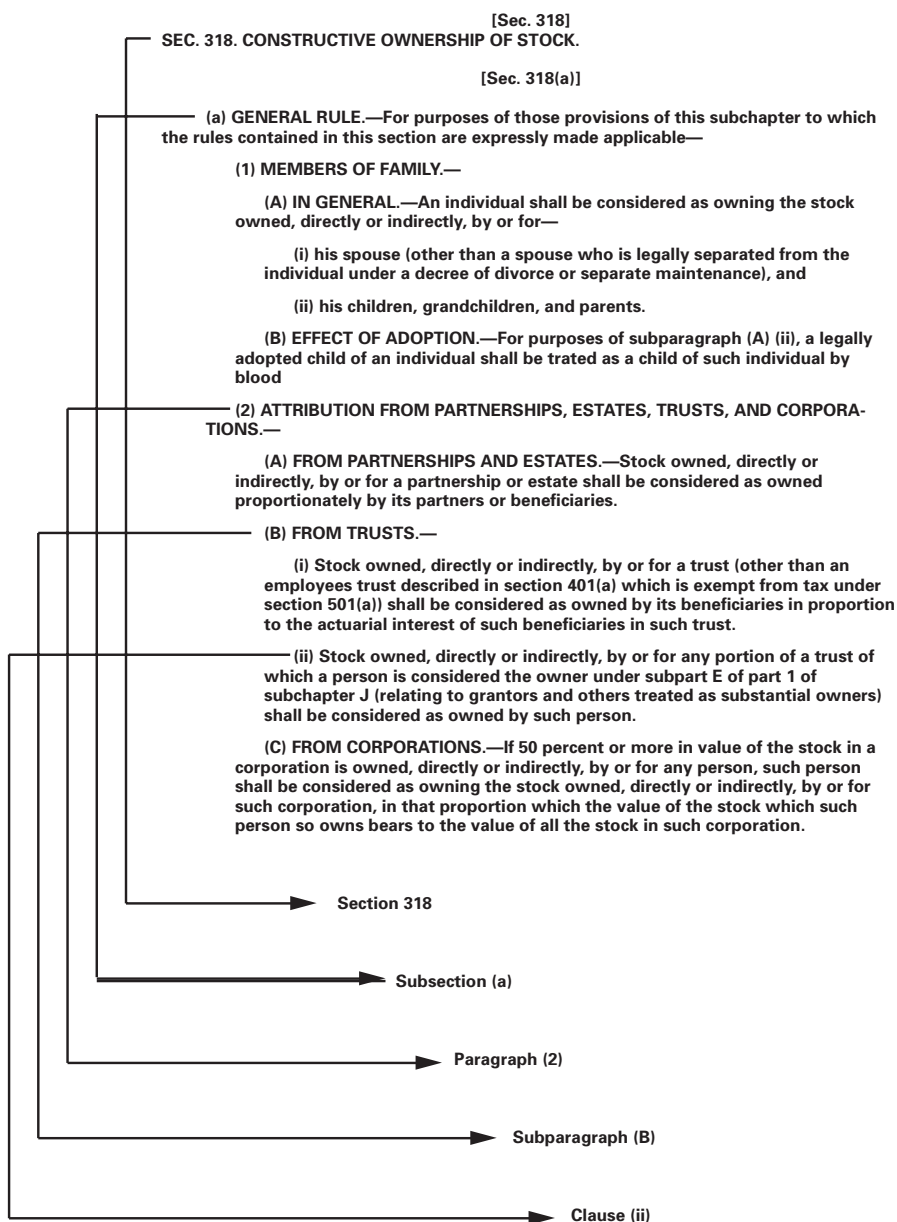 [Sec. 318]
SEC. 318. CONSTRUCTIVE OWNERSHIP OF STOCK.
[Sec. 318(a)]
(a) GENERAL RULE.—For purposes of those provisions of this subchapter to which
the rules contained in this section are expressly made applicable—
(1) MEMBERS OF FAMILY.—
(A) IN GENERAL.—An individual shall be considered as owning the stock
owned, directly or indirectly, by or for—
(i) his spouse (other than a spouse who is legally separated from the
individual under a decree of divorce or separate maintenance), and
(ii) his children, grandchildren, and parents.
(B) EFFECT OF ADOPTION.—For purposes of subparagraph (A) (ii), a legally
adopted child of an individual shall be trated as a child of such individual by
blood
(2) ATTRIBUTION FROM PARTNERSHIPS, ESTATES, TRUSTS, AND CORPORA-
TIONS.—
(A) FROM PARTNERSHIPS AND ESTATES.—Stock owned, directly or
indirectly, by or for a partnership or estate shall be considered as owned
proportionately by its partners or beneficiaries.
(B) FROM TRUSTS.—
(i) Stock owned, directly or indirectly, by or for a trust (other than an
employees trust described in section 401(a) which is exempt from tax under
section 501(a)) shall be considered as owned by its beneficiaries in proportion
to the actuarial interest of such beneficiaries in such trust.
(ii) Stock owned, directly or indirectly, by or for any portion of a trust of
which a person is considered the owner under subpart E of part 1 of
subchapter J (relating to grantors and others treated as substantial owners)
shall be considered as owned by such person.
(C) FROM CORPORATIONS.—If 50 percent or more in value of the stock in a
corporation is owned, directly or indirectly, by or for any person, such person
shall be considered as owning the stock owned, directly or indirectly, by or for
such corporation, in that proportion which the value of the stock which such
person so owns bears to the value of all the stock in such corporation.
Section 318
Subsection (a)
Paragraph (2)
Subparagraph (B)
Clause (ii)